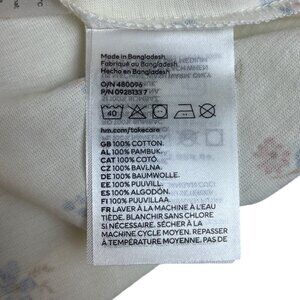 Made in Bangladesh
Fabriqué au Bangladesh
Hecho en Bangladesh
O/N 480096
P/N 09281337
40
hm.com/takecare
GB 100% COTTON.
AL 100% PAMBUK.
CAT 100% COTÓ.
CZ 100% BAVLNA.
DE 100% BAUMWOLLE.
EE 100% PUUVILL.
ES 100% ALGODÓN.
FI 100% PUUVILLA.
FR LAVER À LA MACHINE À L'EAU
TIÈDE. BLANCHIR SANS CHLORE
SI NÉCESSAIRE. SÉCHER À LA
MACHINE CYCLE MOYEN. REPASSER
À TEMPÉRATURE MOYENNE. PAS DE